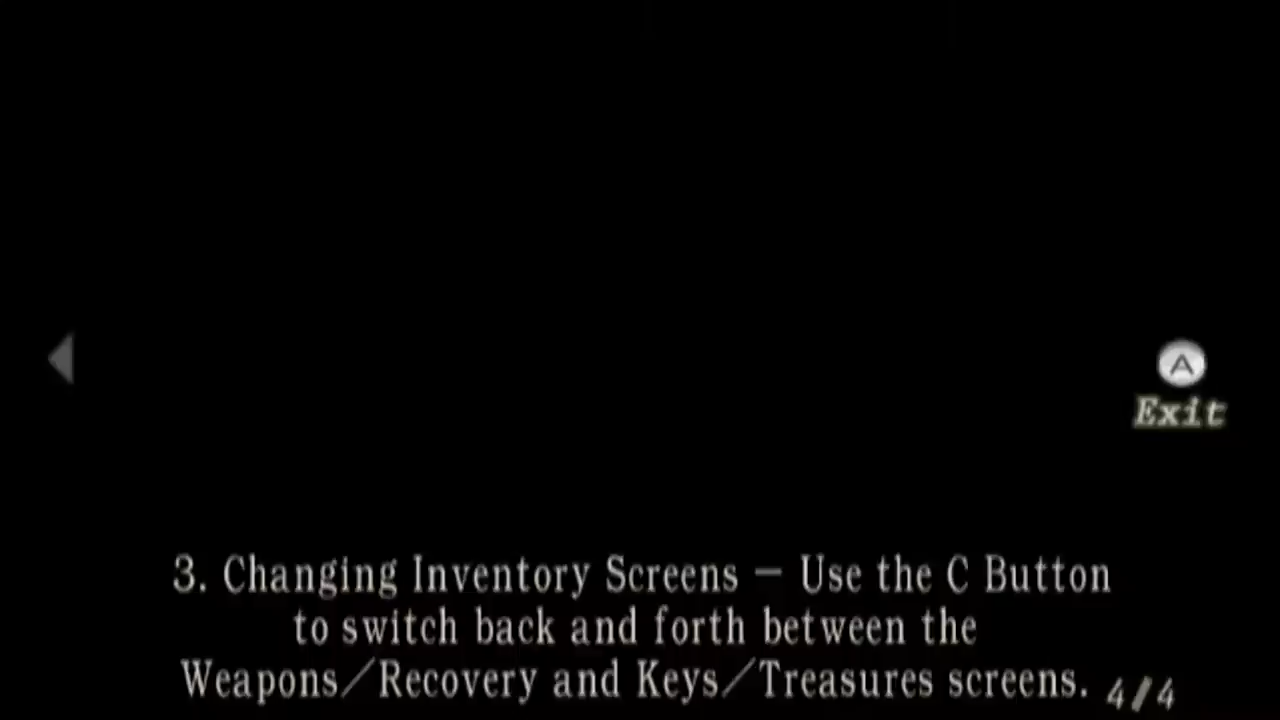 A
Exit
3. Changing Inventory Screens — Use the C Button
to switch back and forth between the
Weapons/Recovery and Keys/Treasures screens.
4/4